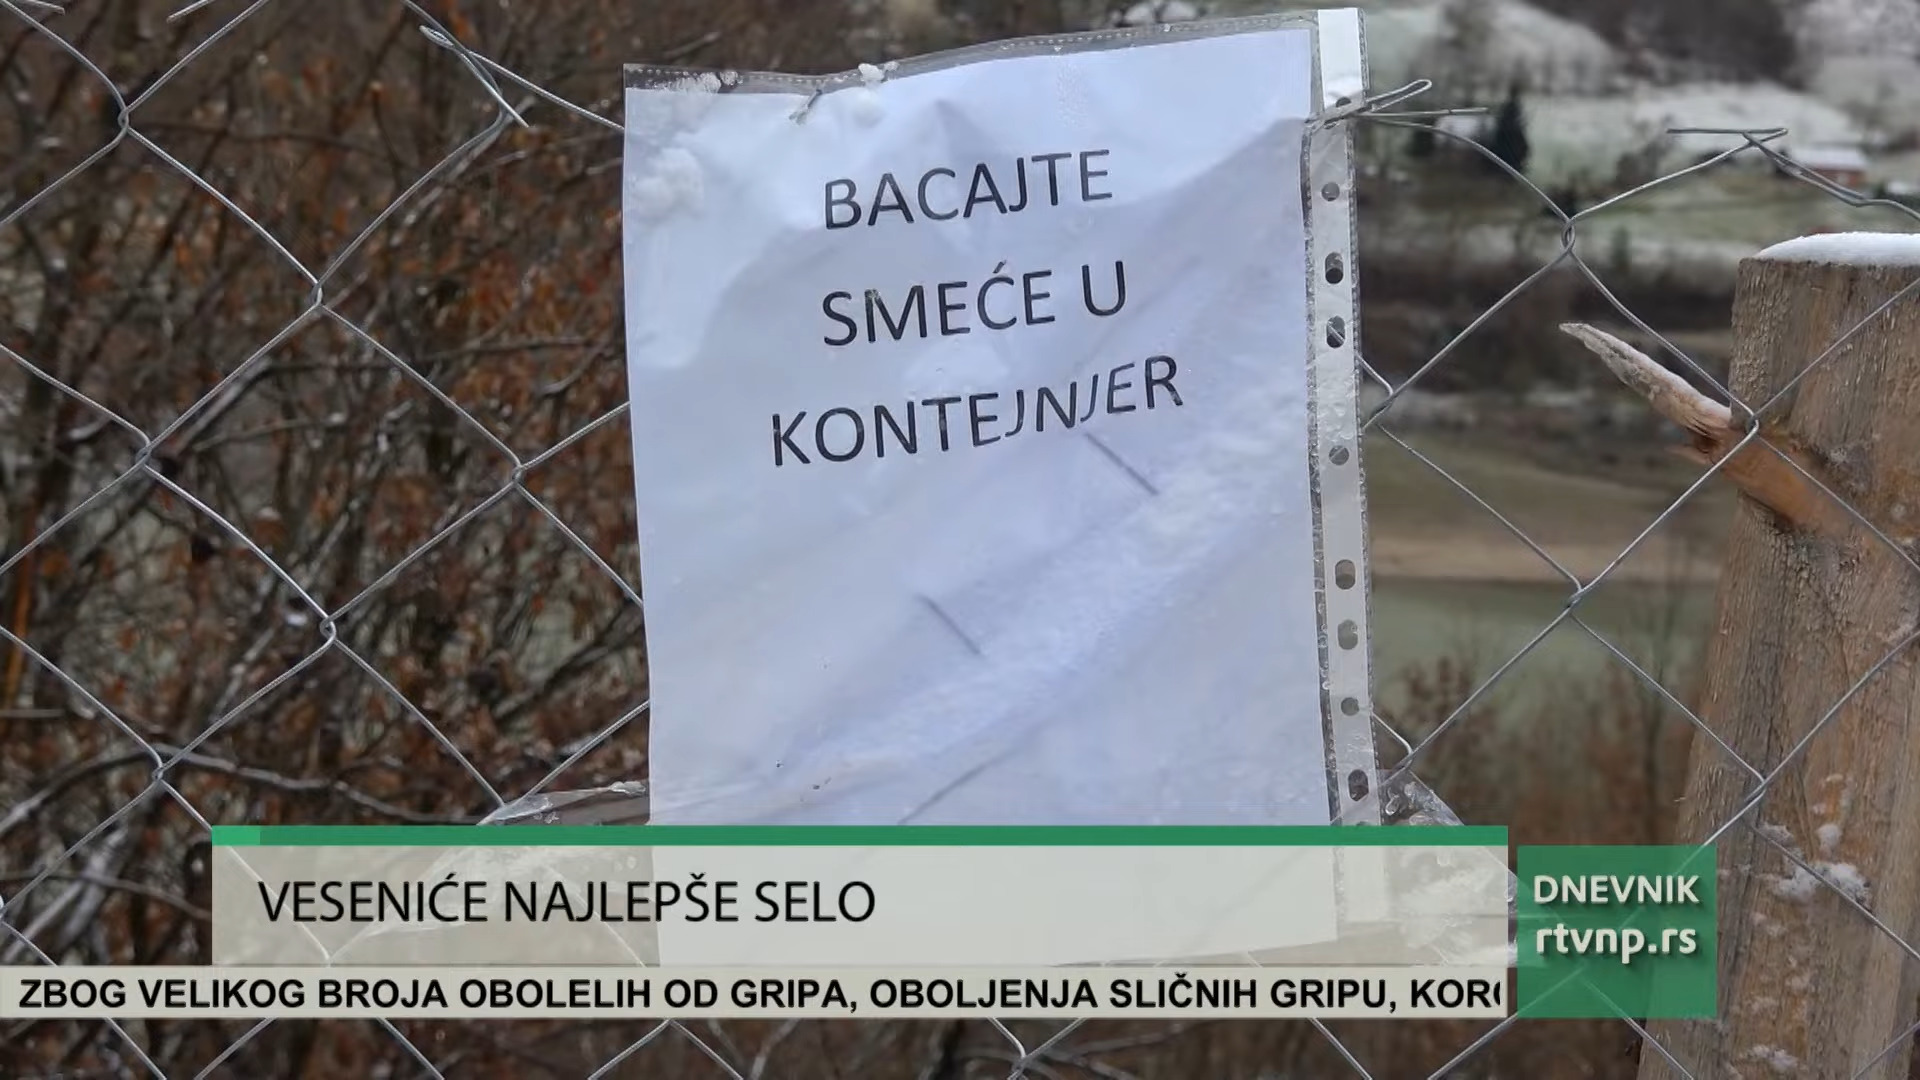 BACAJTE
SMEĆE U
KONTEJNJER
VESENIĆE NAJLEPŠE SELO
DNEVNIK
rtvnp.rs
ZBOG VELIKOG BROJA OBOLELIH OD GRIPA, OBOLJENJA SLIČNIH GRIPU,